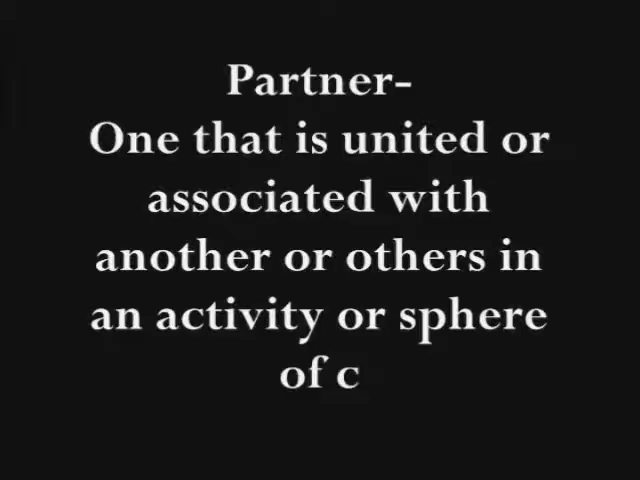 Partner-
One that is united or
associated with
another or others in
an activity or sphere
of c